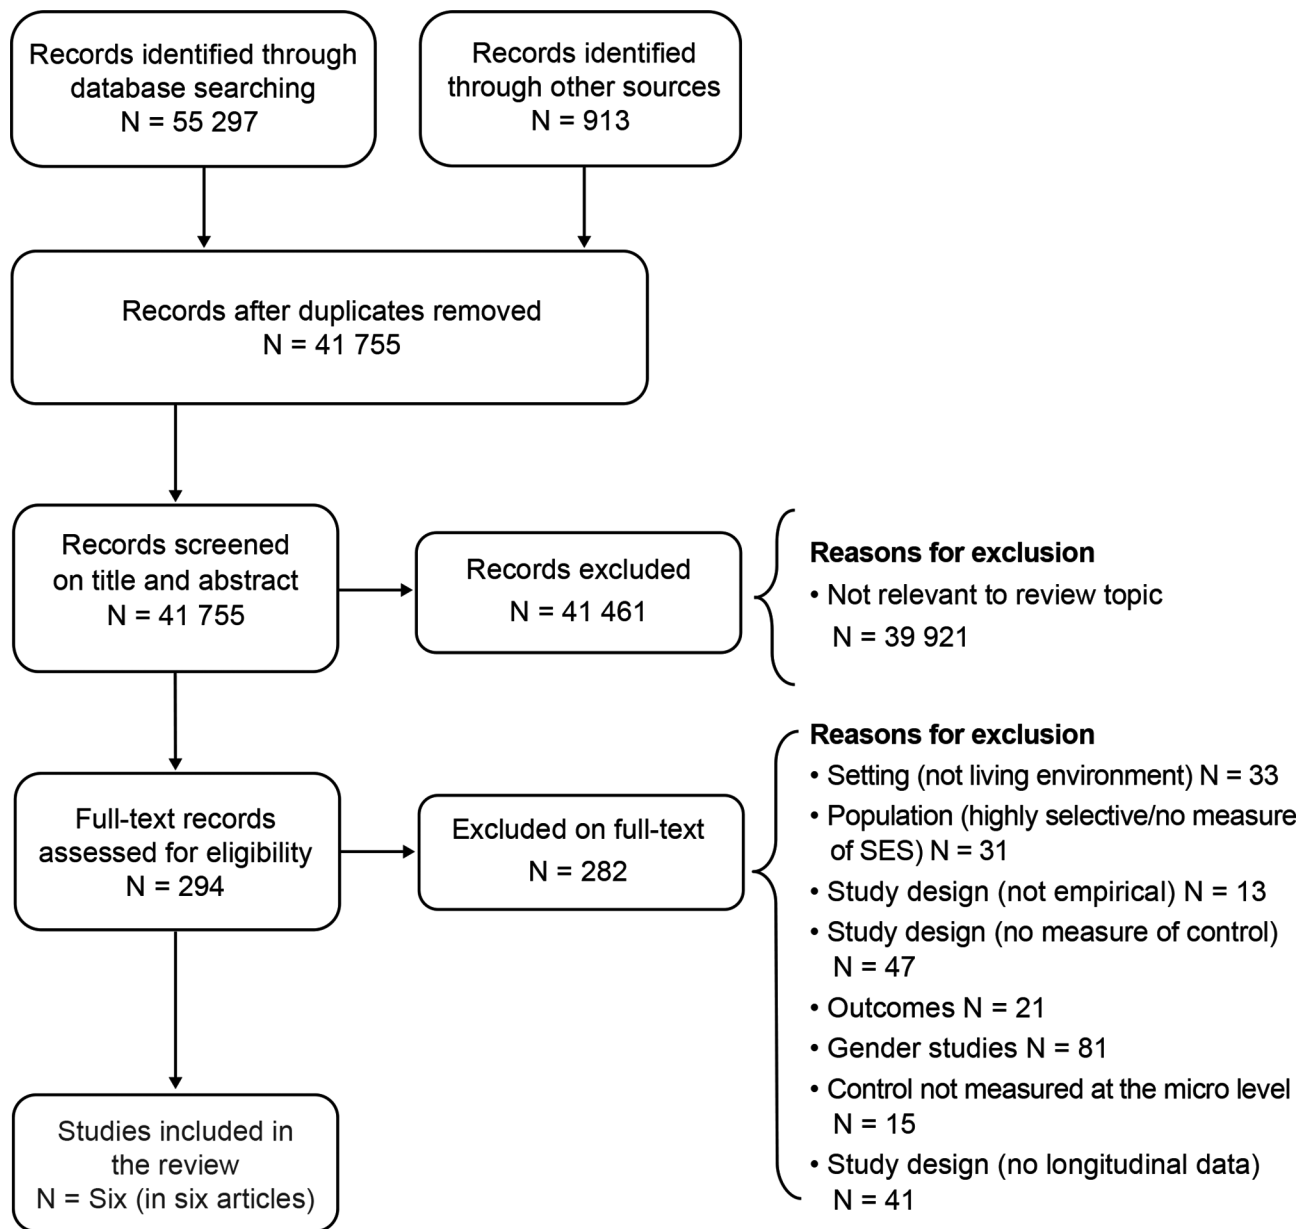 Records identified through
database searching
N = 55 297
Records identified
through other sources
N = 913
Records after duplicates removed
N = 41 755
Records screened
on title and abstract
N = 41 755
Records excluded
N = 41 461
Reasons for exclusion
• Not relevant to review topic
N = 39 921
Full-text records
assessed for eligibility
N = 294
Excluded on full-text
N = 282
Reasons for exclusion
• Setting (not living environment) N = 33
• Population (highly selective/no measure
of SES) N = 31
• Study design (not empirical) N = 13
• Study design (no measure of control)
N = 47
• Outcomes N = 21
• Gender studies N = 81
• Control not measured at the micro level
N = 15
• Study design (no longitudinal data)
N = 41
Studies included in
the review
N = Six (in six articles)